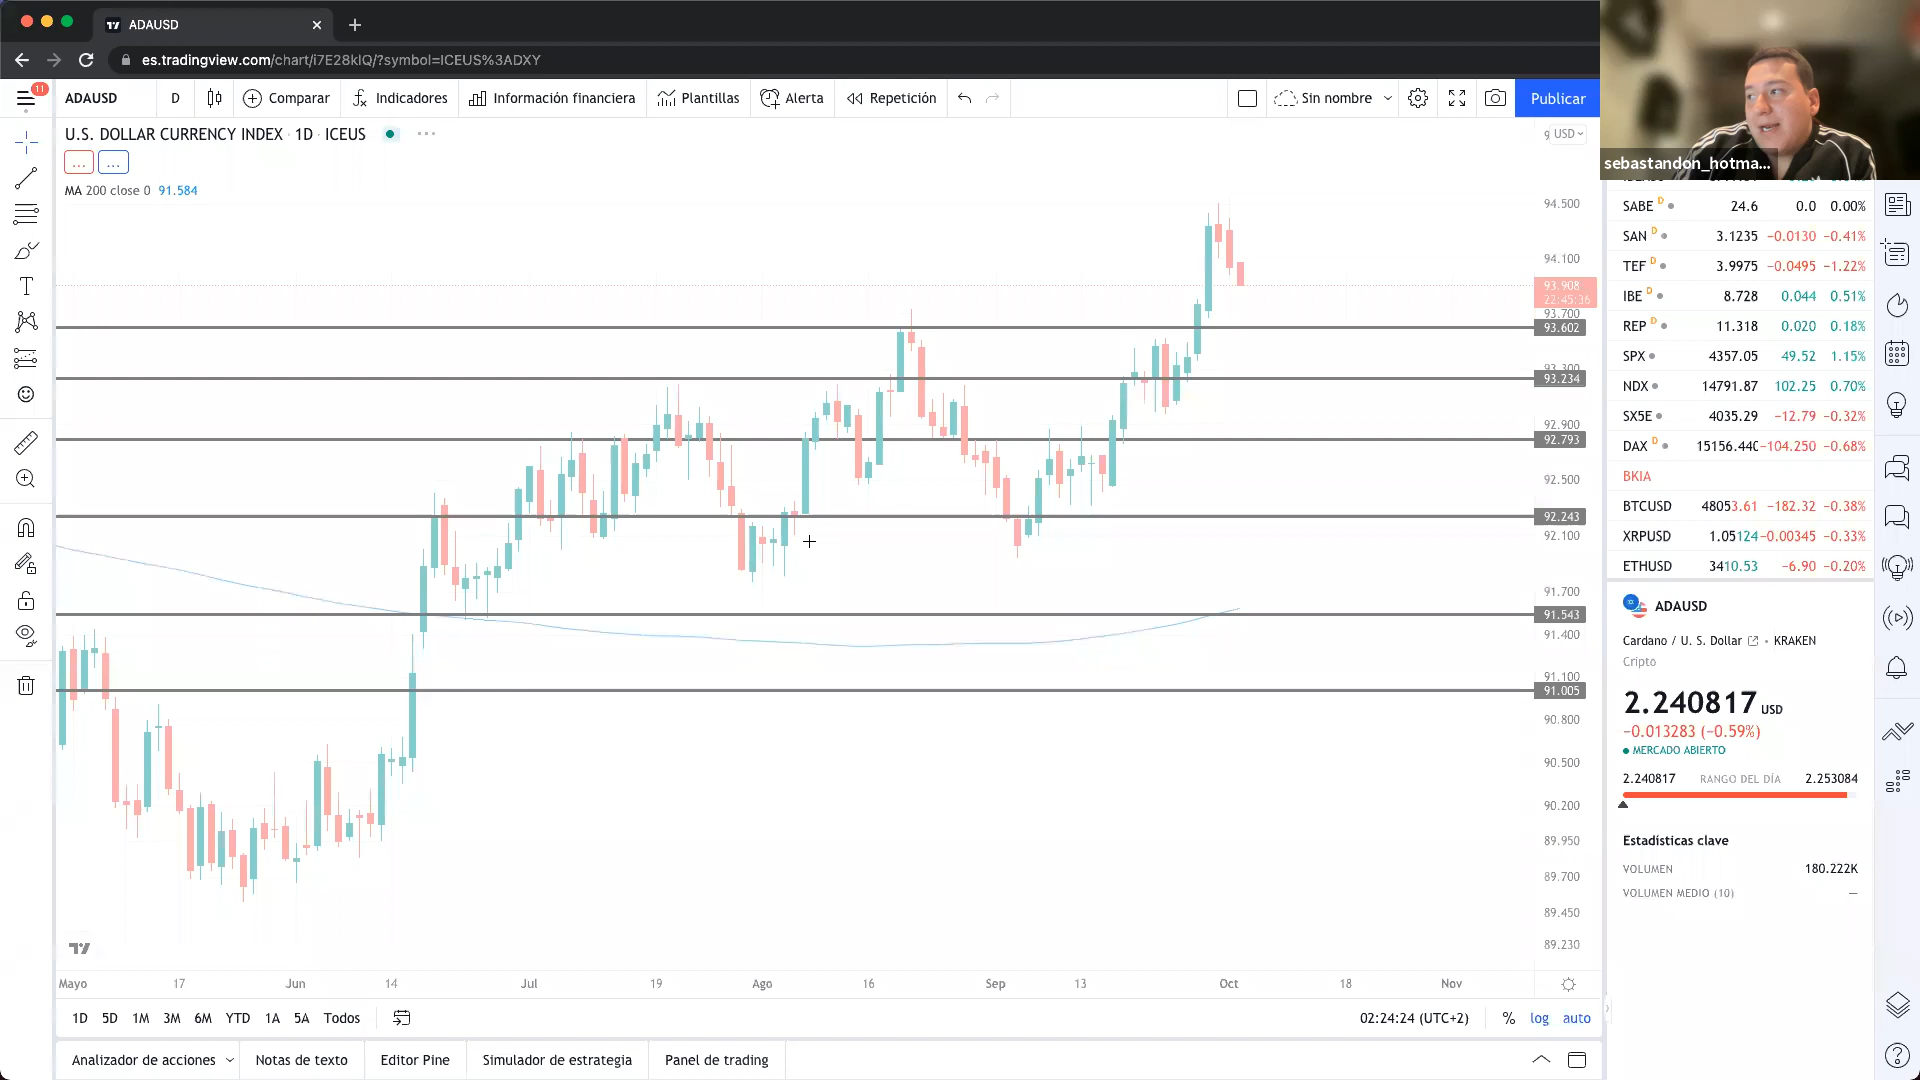 ADAUSD
es.tradingview.com/chart/i7E28kIQ/?symbol=ICEUS%3ADXY
11
ADAUSD D Comparar Indicadores Información financiera Plantillas Alerta Repetición Sin nombre Publicar
U.S. DOLLAR CURRENCY INDEX · 1D · ICEUS
USD
... ...
MA 200 close 0 91.584
94.500
94.100
93.908
22:45:36
93.700
93.602
93.300
93.234
92.900
92.793
92.500
92.243
92.100
91.700
91.543
91.400
91.100
91.005
90.800
90.500
90.200
89.950
89.700
89.450
89.230
Mayo 17 Jun 14 Jul 19 Ago 16 Sep 13 Oct 18 Nov
1D 5D 1M 3M 6M YTD 1A 5A Todos
02:24:24 (UTC+2) % log auto
Analizador de acciones Notas de texto Editor Pine Simulador de estrategia Panel de trading
sebastandon_hotma...
SABE D 24.6 0.0 0.00%
SAN D 3.1235 −0.0130 −0.41%
TEF D 3.9975 −0.0495 −1.22%
IBE D 8.728 0.044 0.51%
REP D 11.318 0.020 0.18%
SPX 4357.05 49.52 1.15%
NDX 14791.87 102.25 0.70%
SX5E 4035.29 −12.79 −0.32%
DAX D 15156.44 −104.250 −0.68%
BKIA
BTCUSD 48053.61 −182.32 −0.38%
XRPUSD 1.05124 −0.00345 −0.33%
ETHUSD 3410.53 −6.90 −0.20%
ADAUSD
Cardano / U. S. Dollar • KRAKEN
Cripto
2.240817 USD
−0.013283 (−0.59%)
MERCADO ABIERTO
2.240817 RANGO DEL DÍA 2.253084
Estadísticas clave
VOLUMEN 180.222K
VOLUMEN MEDIO (10) —